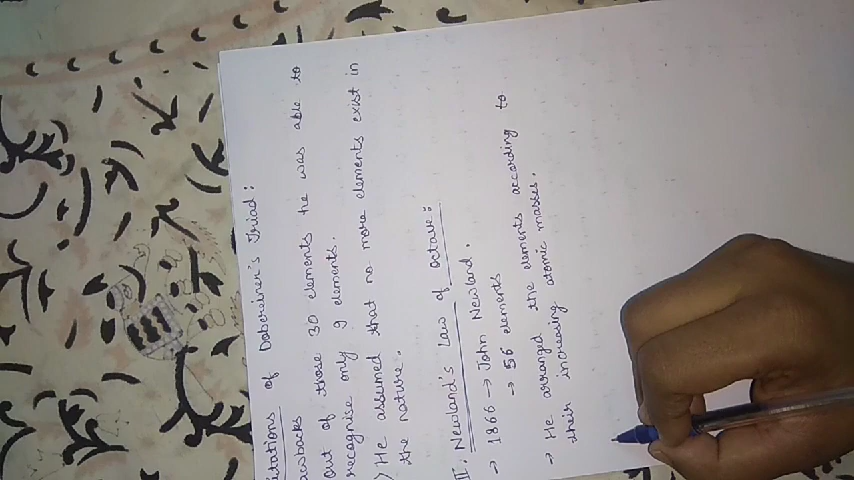 itations of Dobereiner's Triad:
awbacks
out of those 30 elements he was able to
recognise only 9 elements.
) He assumed that no more elements exist in
the nature.
II. Newland's Law of octave:
→ 1866 → John Newland.
→ 56 elements
→ He arranged the elements according to
their increasing atomic masses.